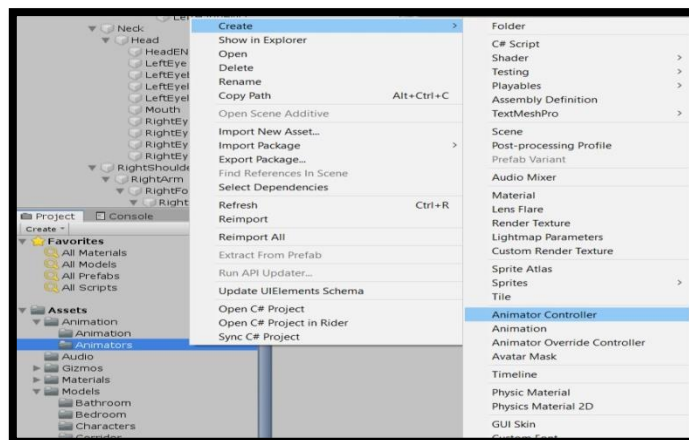 Neck
Head
HeadEN
LeftEye
LeftEyel
LeftEyel
LeftEyel
Mouth
RightEy
RightEy
RightEy
RightEy
RightShoulde
RightArm
RightFo
Right
Project
Console
Create
Favorites
All Materials
All Models
All Prefabs
All Scripts
Assets
Animation
Animation
Animators
Audio
Gizmos
Materials
Models
Bathroom
Bedroom
Characters
Create
Show in Explorer
Open
Delete
Rename
Copy Path Alt+Ctrl+C
Open Scene Additive
Import New Asset...
Import Package
Export Package...
Find References In Scene
Select Dependencies
Refresh Ctrl+R
Reimport
Reimport All
Extract From Prefab
Run API Updater...
Update UIElements Schema
Open C# Project
Open C# Project in Rider
Sync C# Project
Folder
C# Script
Shader
Testing
Playables
Assembly Definition
TextMeshPro
Scene
Post-processing Profile
Prefab Variant
Audio Mixer
Material
Lens Flare
Render Texture
Lightmap Parameters
Custom Render Texture
Sprite Atlas
Sprites
Tile
Animator Controller
Animation
Animator Override Controller
Avatar Mask
Timeline
Physic Material
Physics Material 2D
GUI Skin
Custom Font